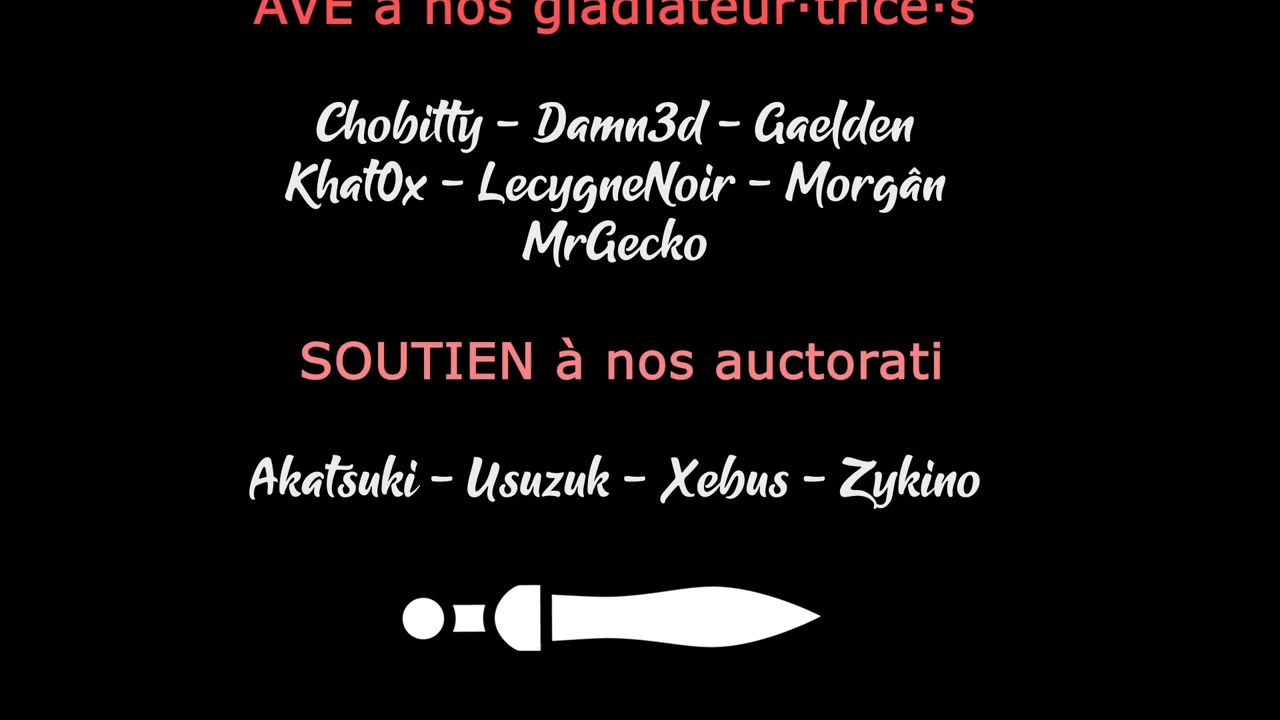 AVE à nos gladiateur·trice·s
Chobitty - Damn3d - Gaelden
Khat0x - LecygneNoir - Morgân
MrGecko
SOUTIEN à nos auctorati
Akatsuki - Usuzuk - Xebus - Zykino